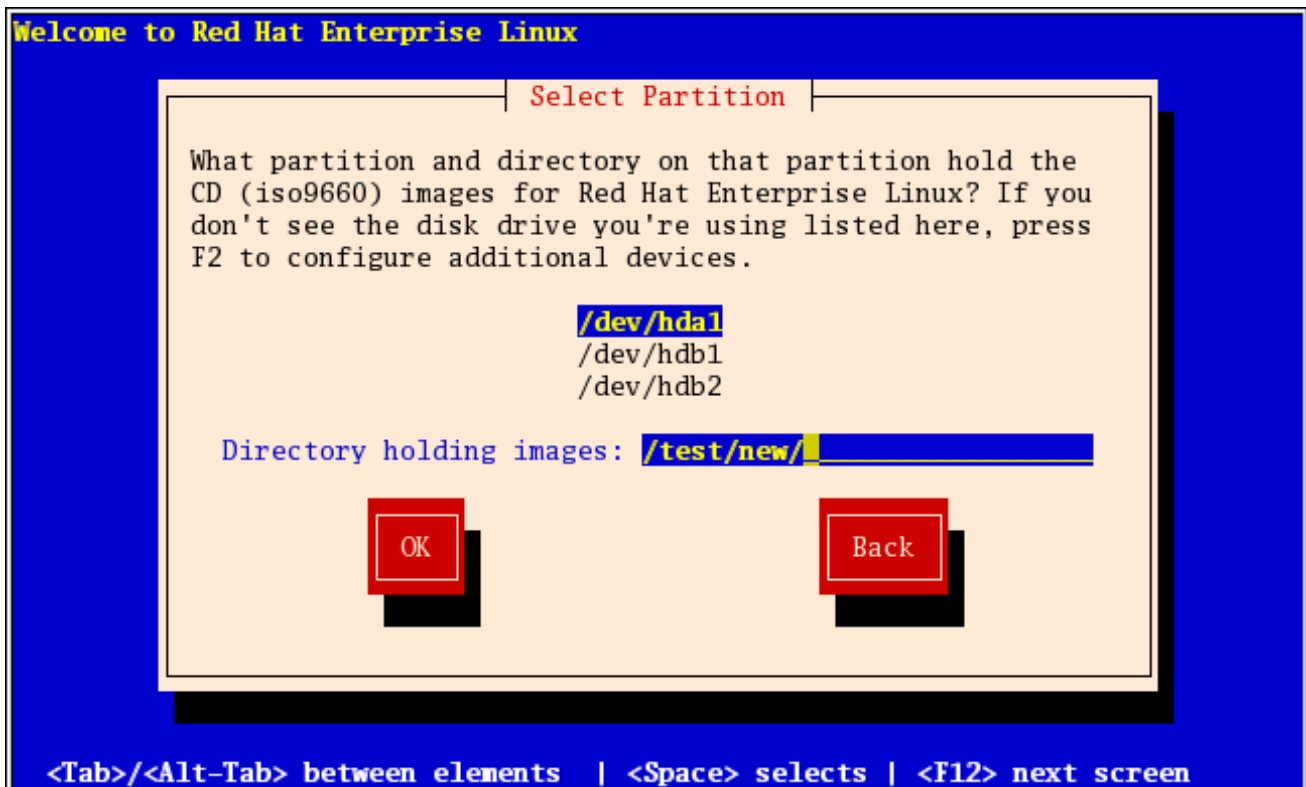 Welcome to Red Hat Enterprise Linux
Select Partition
What partition and directory on that partition hold the
CD (iso9660) images for Red Hat Enterprise Linux? If you
don't see the disk drive you're using listed here, press
F2 to configure additional devices.
/dev/hda1
/dev/hdb1
/dev/hdb2
Directory holding images: /test/new/
OK Back
<Tab>/<Alt-Tab> between elements | <Space> selects | <F12> next screen